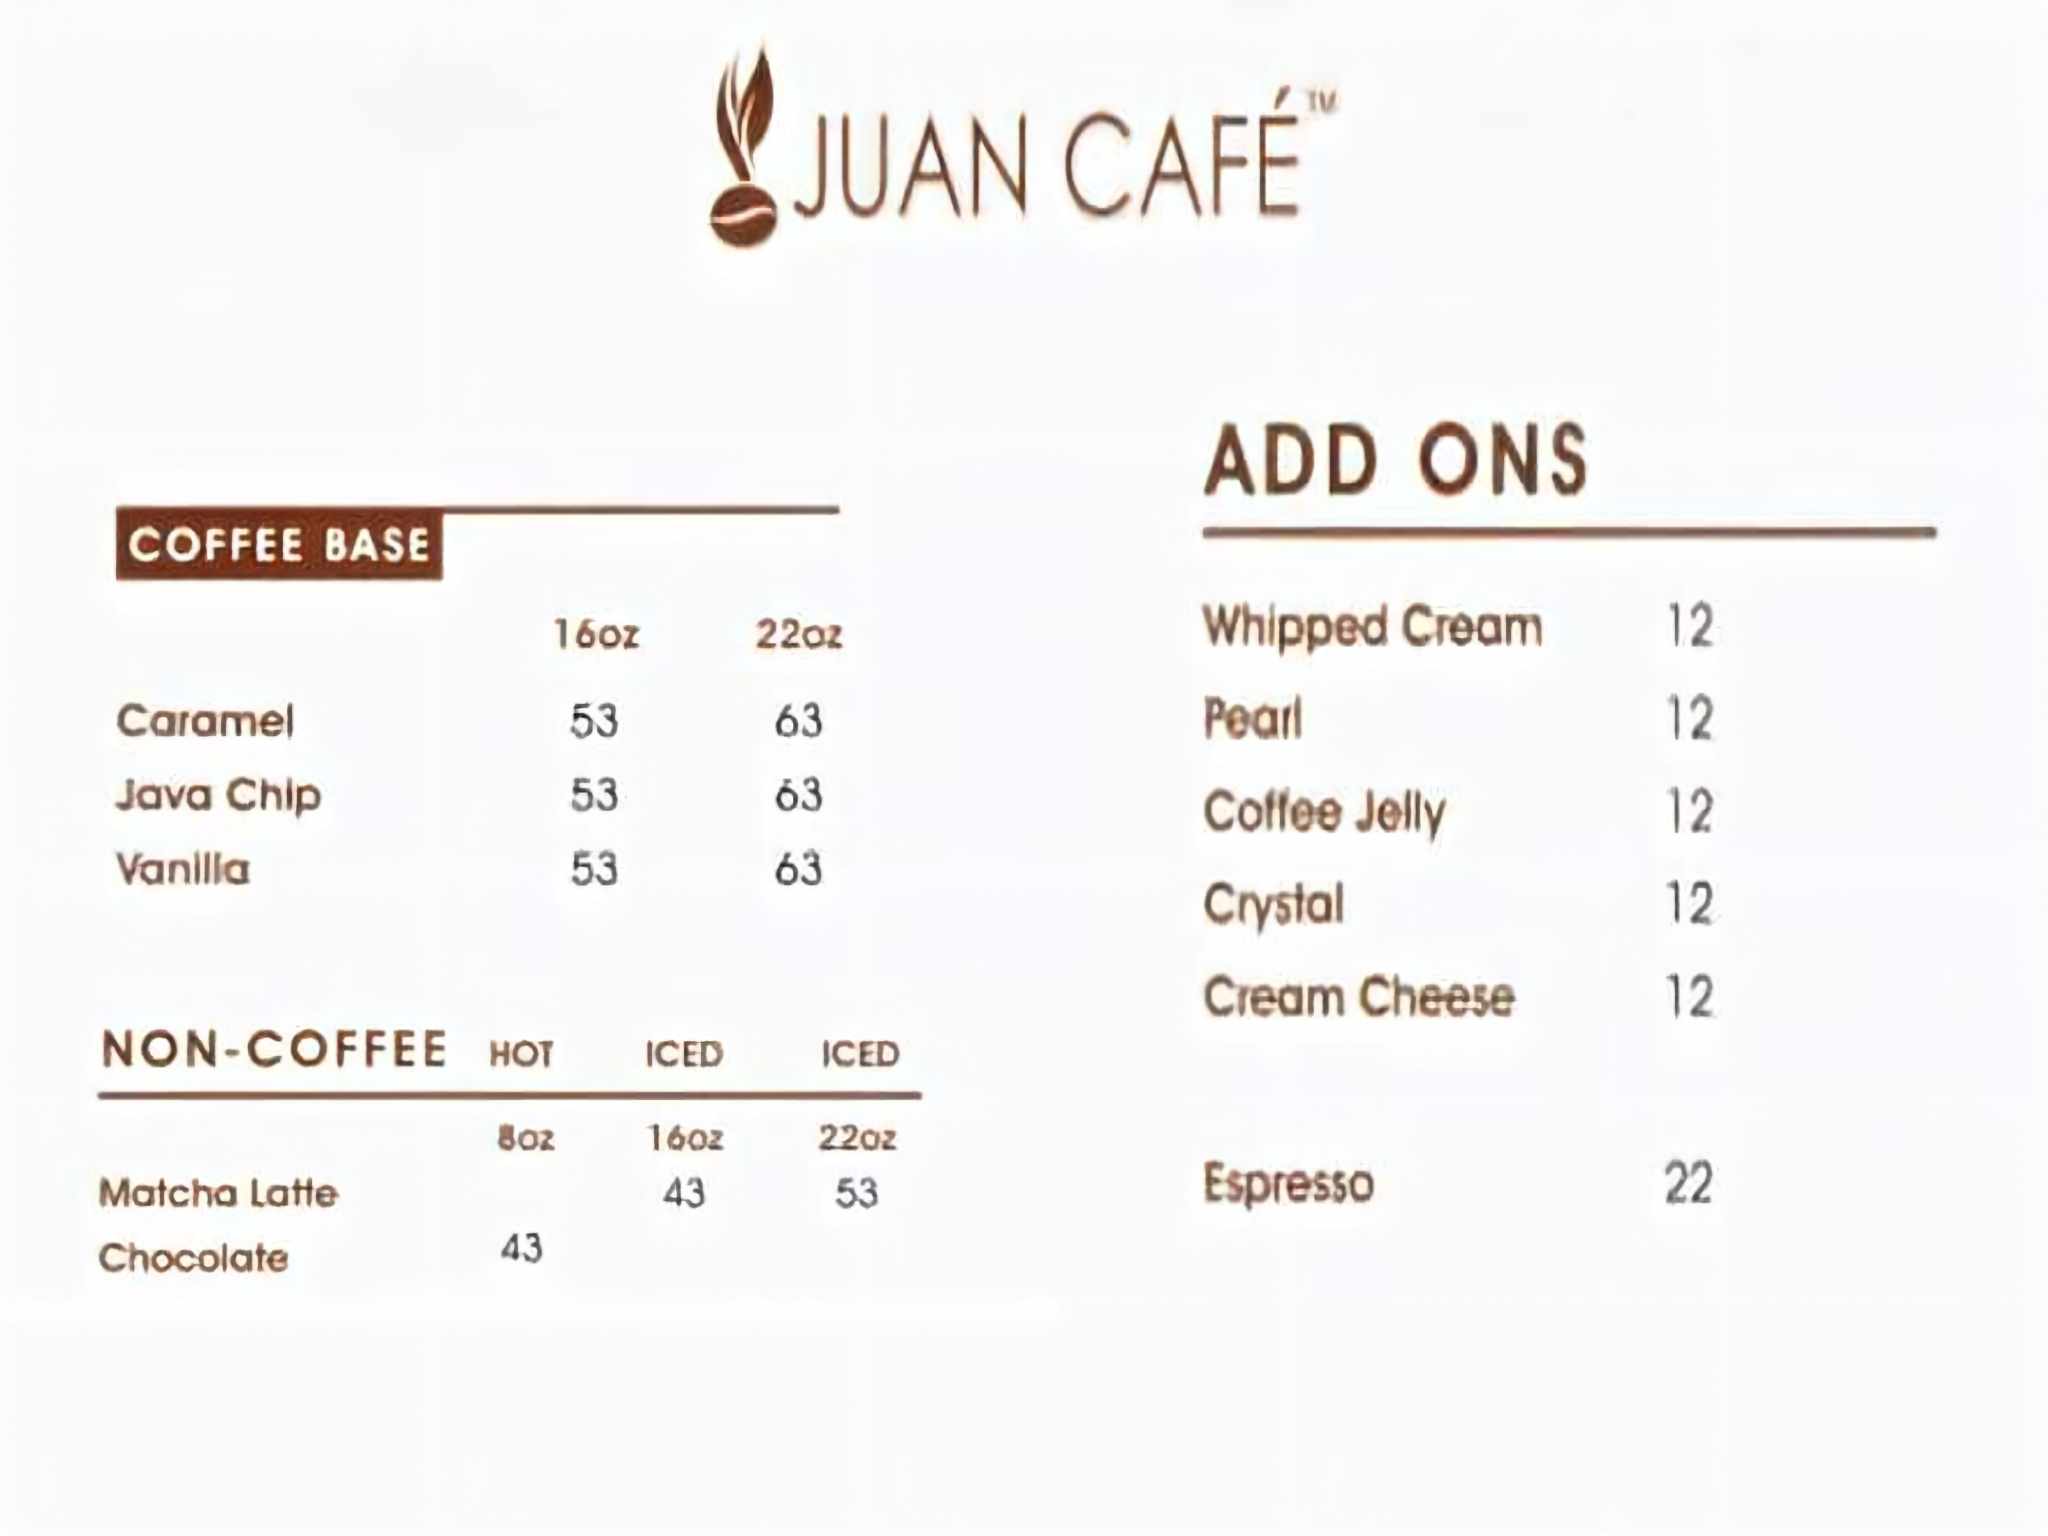 JUAN CAFÉ™
COFFEE BASE
16oz 22oz
Caramel 53 63
Java Chip 53 63
Vanilla 53 63
NON-COFFEE HOT ICED ICED
8oz 16oz 22oz
Matcha Latte 43 53
Chocolate 43
ADD ONS
Whipped Cream 12
Pearl 12
Coffee Jelly 12
Crystal 12
Cream Cheese 12
Espresso 22